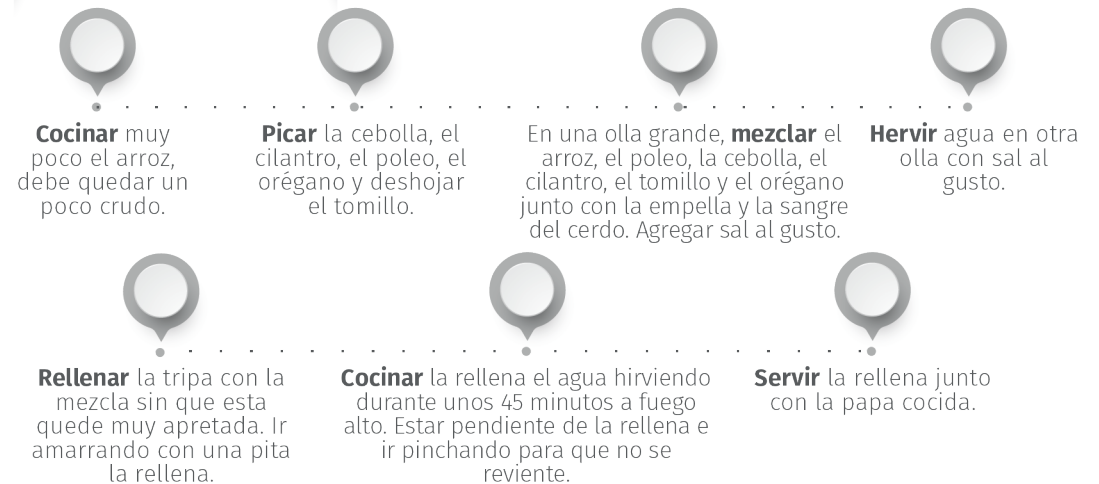 Cocinar muy
poco el arroz,
debe quedar un
poco crudo.
Picar la cebolla, el
cilantro, el poleo, el
orégano y deshojar
el tomillo.
En una olla grande, mezclar el
arroz, el poleo, la cebolla, el
cilantro, el tomillo y el orégano
junto con la empella y la sangre
del cerdo. Agregar sal al gusto.
Hervir agua en otra
olla con sal al
gusto.
Rellenar la tripa con la
mezcla sin que esta
quede muy apretada. Ir
amarrando con una pita
la rellena.
Cocinar la rellena el agua hirviendo
durante unos 45 minutos a fuego
alto. Estar pendiente de la rellena e
ir pinchando para que no se
reviente.
Servir la rellena junto
con la papa cocida.